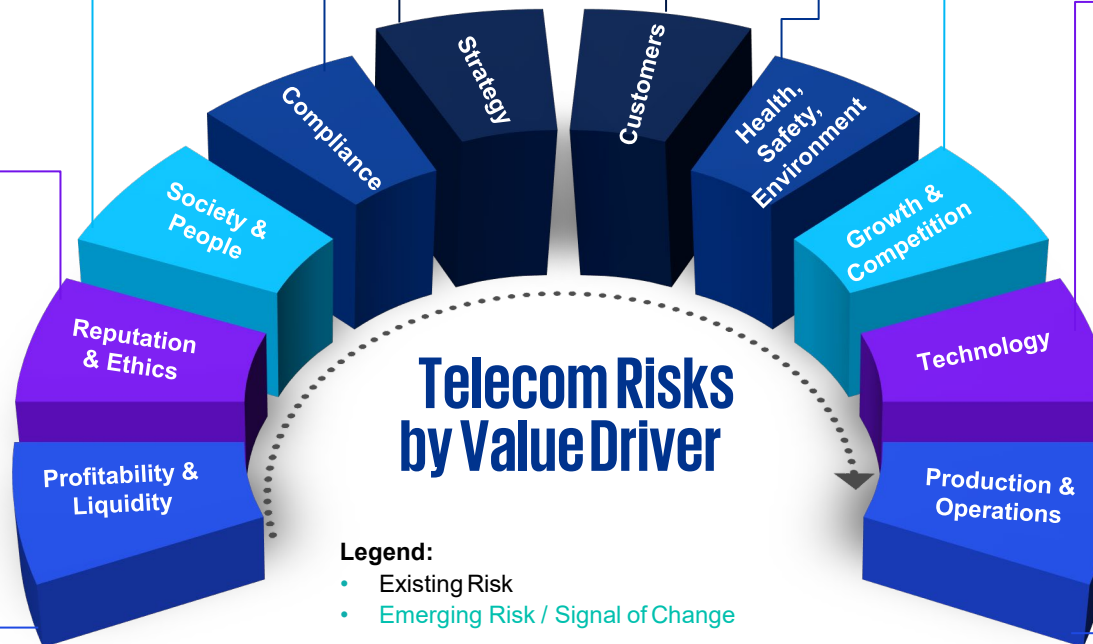 Profitability &
Liquidity
Reputation
& Ethics
Society &
People
Compliance
Strategy
Customers
Health,
Safety,
Environment
Growth &
Competition
Technology
Production &
Operations
Telecom Risks
by Value Driver
Legend:
• Existing Risk
• Emerging Risk / Signal of Change